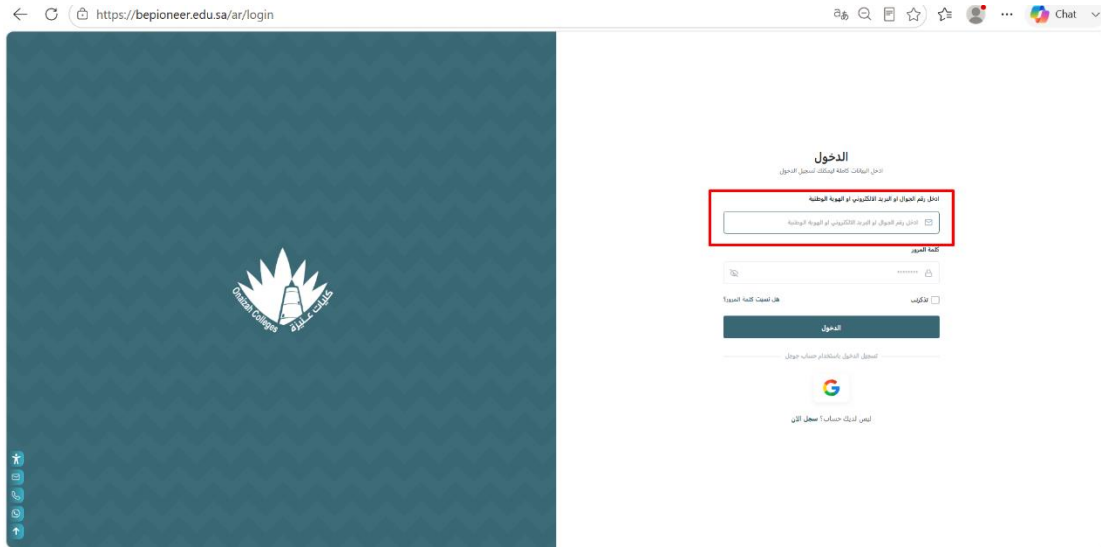 https://bepioneer.edu.sa/ar/login
Chat
الدخول
ادخل البيانات كاملة ليمكنك تسجيل الدخول
ادخل رقم الجوال او البريد الالكتروني او الهوية الوطنية
ادخل رقم الجوال او البريد الالكتروني او الهوية الوطنية
كلمة المرور
********
تذكرني
هل نسيت كلمة المرور؟
الدخول
تسجيل الدخول باستخدام حساب جوجل
ليس لديك حساب؟ سجل الآن
Onaizah Colleges
كليات عنيزة